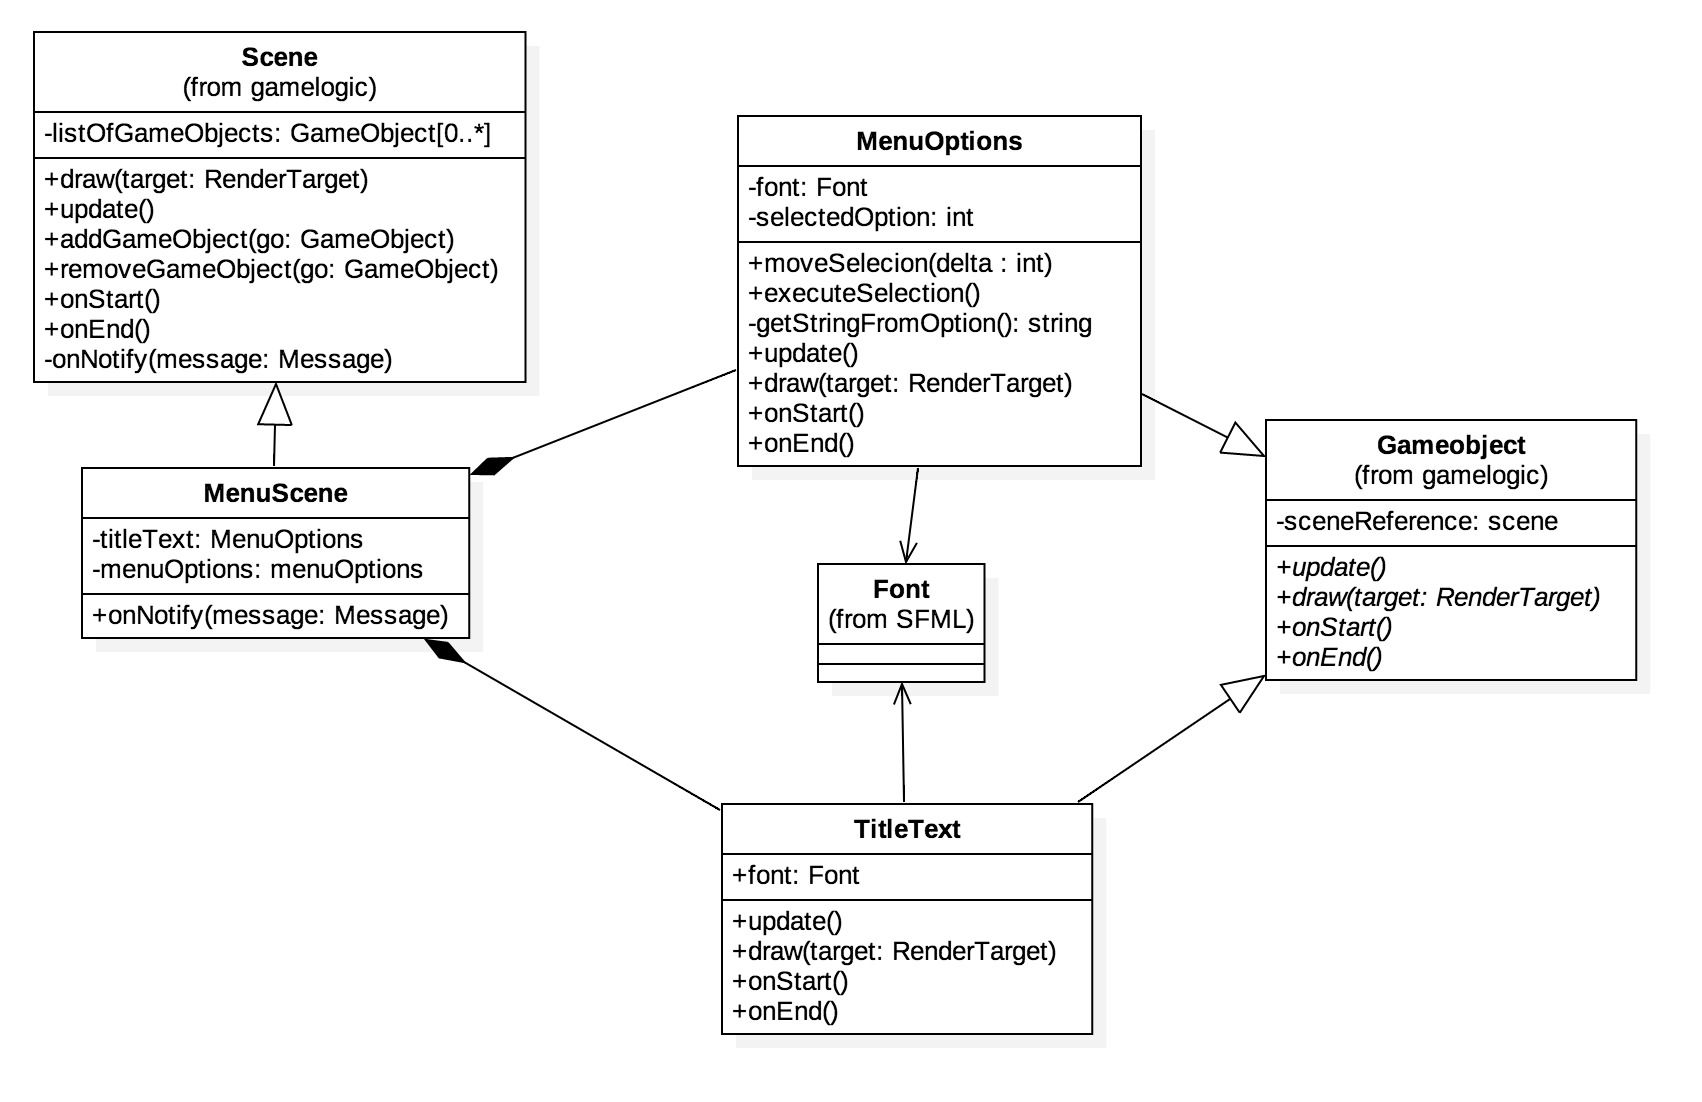 Scene
(from gamelogic)
-listOfGameObjects: GameObject[0..*]
+draw(target: RenderTarget)
+update()
+addGameObject(go: GameObject)
+removeGameObject(go: GameObject)
+onStart()
+onEnd()
-onNotify(message: Message)
MenuOptions
-font: Font
-selectedOption: int
+moveSelecion(delta : int)
+executeSelection()
-getStringFromOption(): string
+update()
+draw(target: RenderTarget)
+onStart()
+onEnd()
Gameobject
(from gamelogic)
-sceneReference: scene
+update()
+draw(target: RenderTarget)
+onStart()
+onEnd()
MenuScene
-titleText: MenuOptions
-menuOptions: menuOptions
+onNotify(message: Message)
Font
(from SFML)
TitleText
+font: Font
+update()
+draw(target: RenderTarget)
+onStart()
+onEnd()